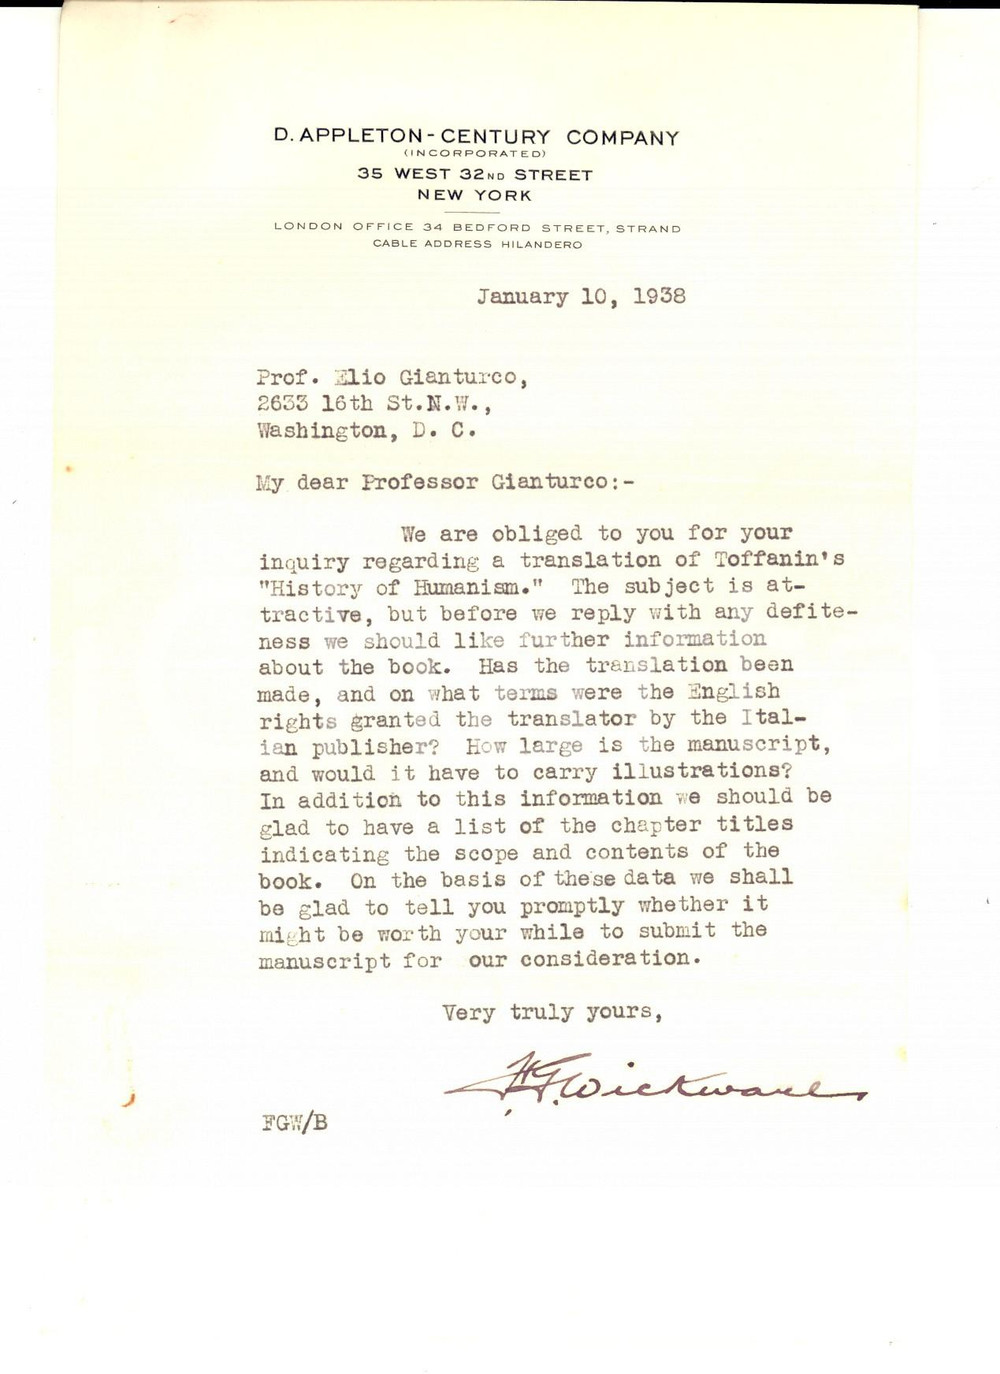 D. APPLETON-CENTURY COMPANY
(INCORPORATED)
35 WEST 32ND STREET
NEW YORK
LONDON OFFICE 34 BEDFORD STREET, STRAND
CABLE ADDRESS HILANDERO
January 10, 1938
Prof. Elio Gianturco,
2633 16th St.N.W.,
Washington, D. C.
My dear Professor Gianturco:-
We are obliged to you for your
inquiry regarding a translation of Toffanin's
"History of Humanism." The subject is at-
tractive, but before we reply with any defite-
ness we should like further information
about the book. Has the translation been
made, and on what terms were the English
rights granted the translator by the Ital-
ian publisher? How large is the manuscript,
and would it have to carry illustrations?
In addition to this information we should be
glad to have a list of the chapter titles
indicating the scope and contents of the
book. On the basis of these data we shall
be glad to tell you promptly whether it
might be worth your while to submit the
manuscript for our consideration.
Very truly yours,
Wickware
FGW/B